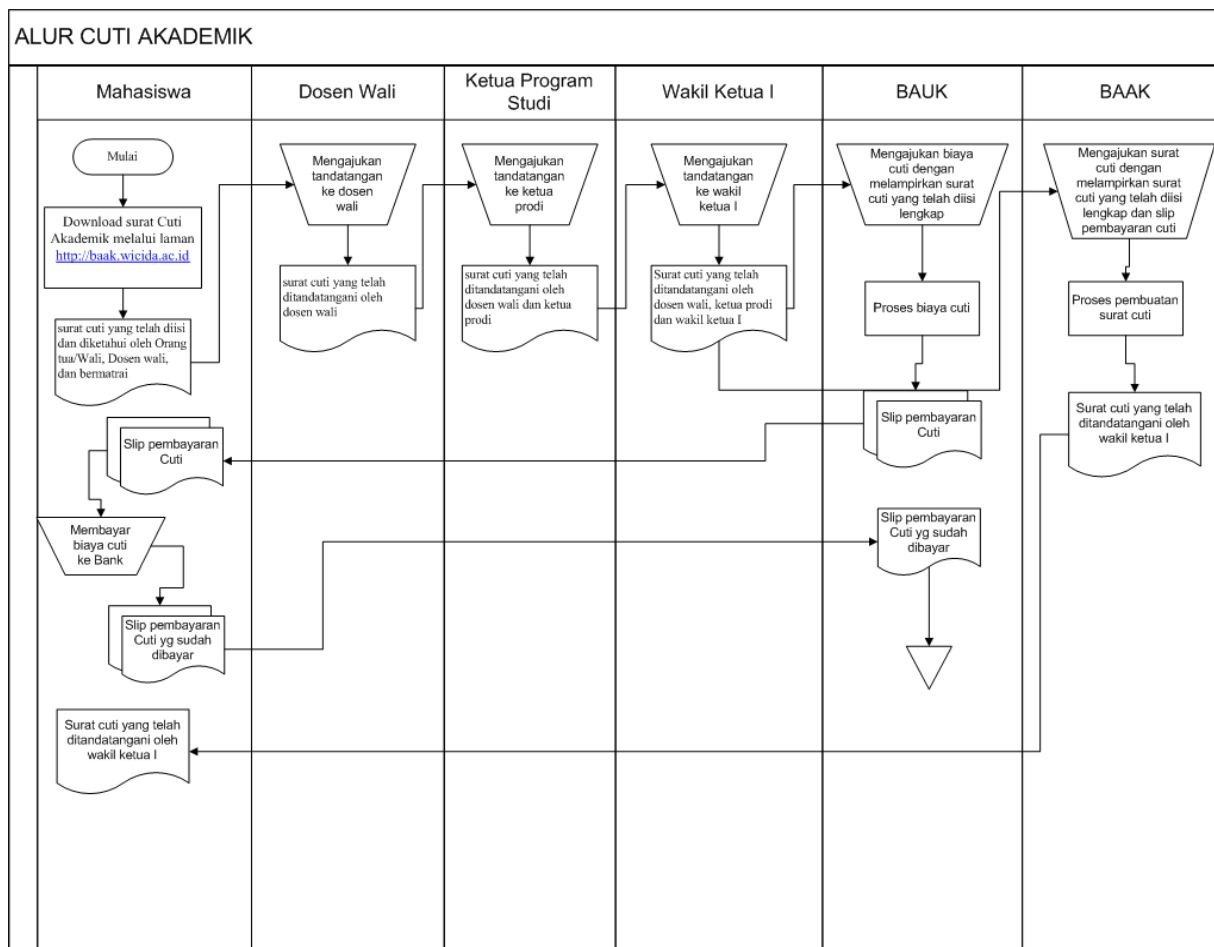 ALUR CUTI AKADEMIK
Mahasiswa
Dosen Wali
Ketua Program
Studi
Wakil Ketua I
BAUK
BAAK
Mulai
Download surat Cuti
Akademik melalui laman
http://baak.wicida.ac.id
surat cuti yang telah diisi
dan diketahui oleh Orang
tua/Wali, Dosen wali,
dan bermatrai
Slip pembayaran
Cuti
Membayar
biaya cuti
ke Bank
Slip pembayaran
Cuti yg sudah
dibayar
Surat cuti yang telah
ditandatangani oleh
wakil ketua I
Mengajukan
tandatangan
ke dosen
wali
surat cuti yang telah
ditandatangani oleh
dosen wali
Mengajukan
tandatangan
ke ketua
prodi
surat cuti yang telah
ditandatangani oleh
dosen wali dan ketua
prodi
Mengajukan
tandatangan
ke wakil
ketua I
Surat cuti yang telah
ditandatangani oleh
dosen wali, ketua prodi
dan wakil ketua I
Mengajukan biaya
cuti dengan
melampirkan surat
cuti yang telah diisi
lengkap
Proses biaya cuti
Slip pembayaran
Cuti
Slip pembayaran
Cuti yg sudah
dibayar
Mengajukan surat
cuti dengan
melampirkan surat
cuti yang telah diisi
lengkap dan slip
pembayaran cuti
Proses pembuatan
surat cuti
Surat cuti yang telah
ditandatangani oleh
wakil ketua I